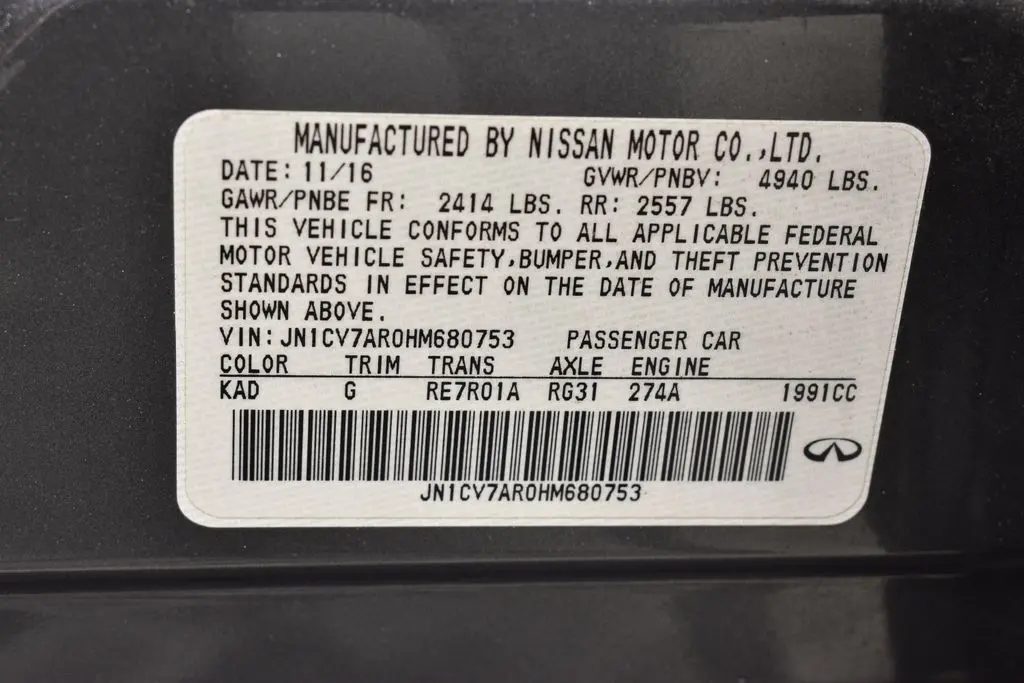 MANUFACTURED BY NISSAN MOTOR CO.,LTD.
DATE: 11/16 GVWR/PNBV: 4940 LBS.
GAWR/PNBE FR: 2414 LBS. RR: 2557 LBS.
THIS VEHICLE CONFORMS TO ALL APPLICABLE FEDERAL
MOTOR VEHICLE SAFETY,BUMPER,AND THEFT PREVENTION
STANDARDS IN EFFECT ON THE DATE OF MANUFACTURE
SHOWN ABOVE.
VIN: JN1CV7AR0HM680753 PASSENGER CAR
COLOR TRIM TRANS AXLE ENGINE
KAD G RE7R01A RG31 274A 1991CC
JN1CV7AR0HM680753